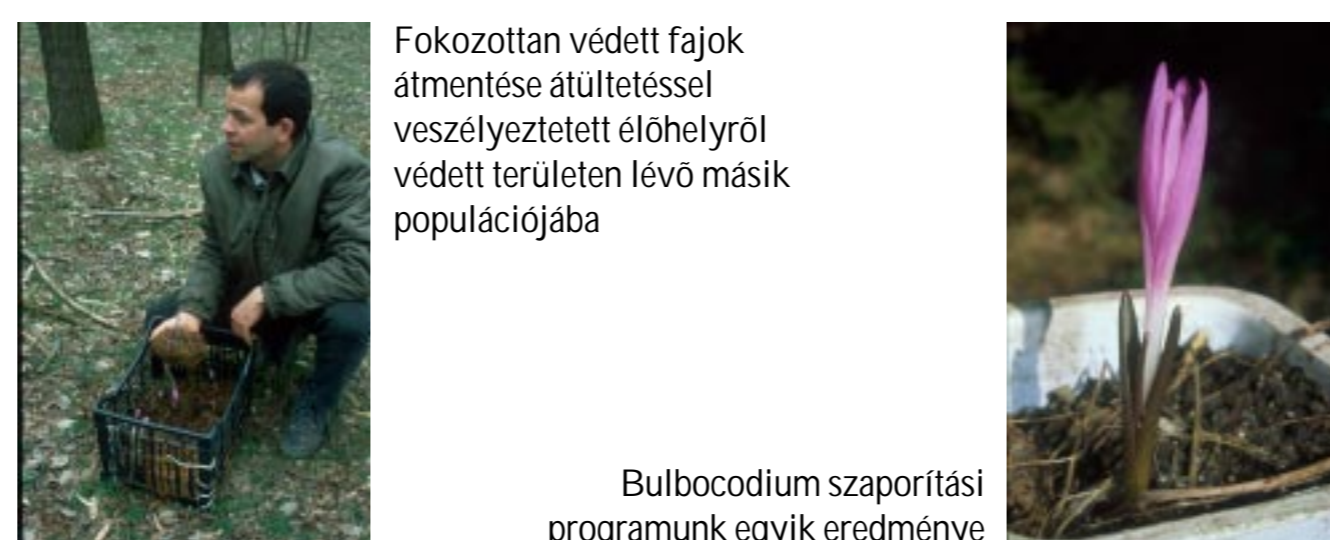 Fokozottan védett fajok
átmentése átültetéssel
veszélyeztetett élõhelyrõl
védett területen lévõ másik
populációjába
Bulbocodium szaporítási
programunk egyik eredménye